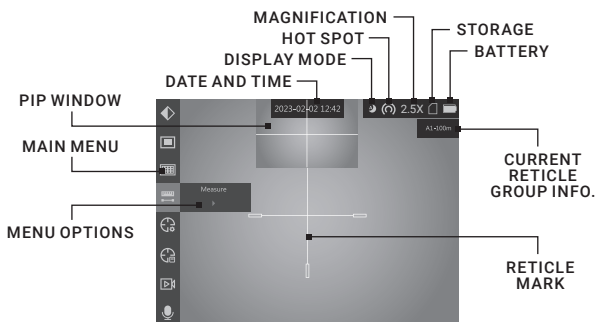 MAGNIFICATION
HOT SPOT
STORAGE
DISPLAY MODE
BATTERY
DATE AND TIME
PIP WINDOW
2023-02-02 12:42
2.5X
A1-100m
MAIN MENU
CURRENT
RETICLE
GROUP INFO.
Measure
MENU OPTIONS
RETICLE
MARK